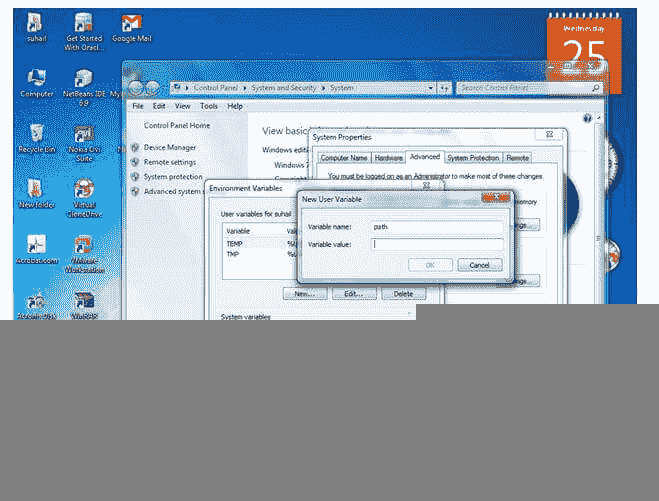 suhail
Get Started
With Oracl...
Google Mail
Wednesday
25
Computer
NetBeans IDE
6.9
My
Control Panel
System and Security
System
Search Control Panel
File
Edit
View
Tools
Help
Control Panel Home
View basic
Device Manager
Remote settings
System protection
Advanced system s
Windows editi
Windows 7
System Properties
Computer Name
Hardware
Advanced
System Protection
Remote
You must be logged on as an Administrator to make most of these changes.
Recycle Bin
Nokia Ovi
Suite
New folder
Virtual
CloneDrive
Acrobat.com
VMware
Workstation
Acronis Disk
WinRAR
Environment Variables
User variables for suhail
Variable
TEMP
TMP
New...
Edit...
Delete
System variables
New User Variable
Variable name:
path
Variable value:
OK
Cancel